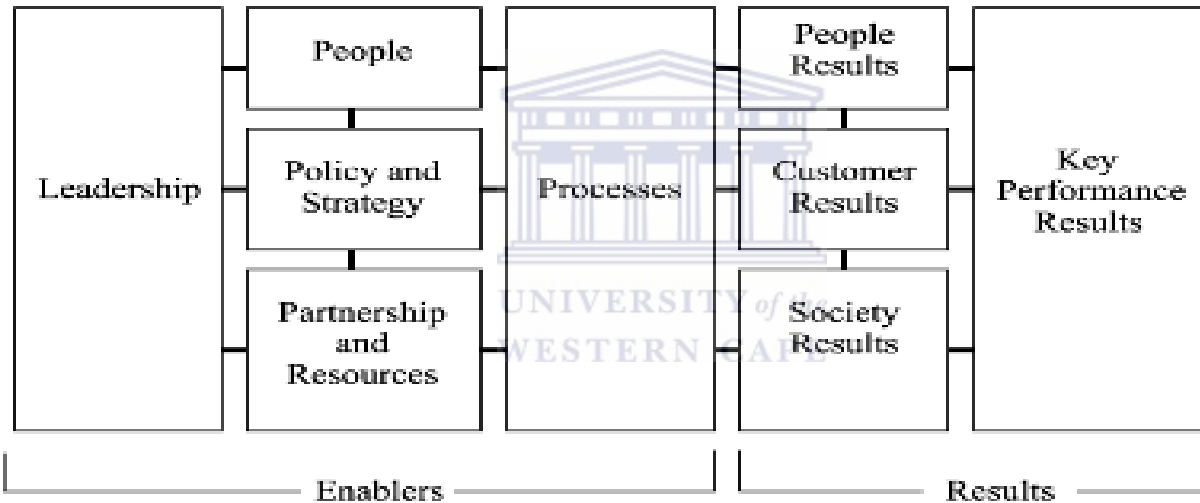 Leadership
People
Policy and
Strategy
Partnership
and
Resources
Processes
People
Results
Customer
Results
Society
Results
Key
Performance
Results
Enablers
Results
UNIVERSITY of the
WESTERN CAPE